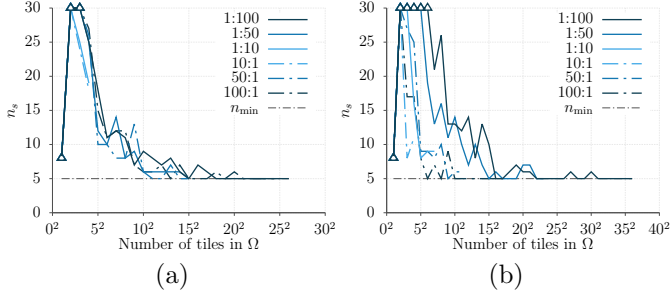 30
25
20
15
10
5
0
nₛ
1:100
1:50
1:10
10:1
50:1
100:1
n_min
0² 5² 10² 15² 20² 25² 30²
Number of tiles in Ω
(a)
30
25
20
15
10
5
0
nₛ
1:100
1:50
1:10
10:1
50:1
100:1
n_min
0² 5² 10² 15² 20² 25² 30² 35² 40²
Number of tiles in Ω
(b)